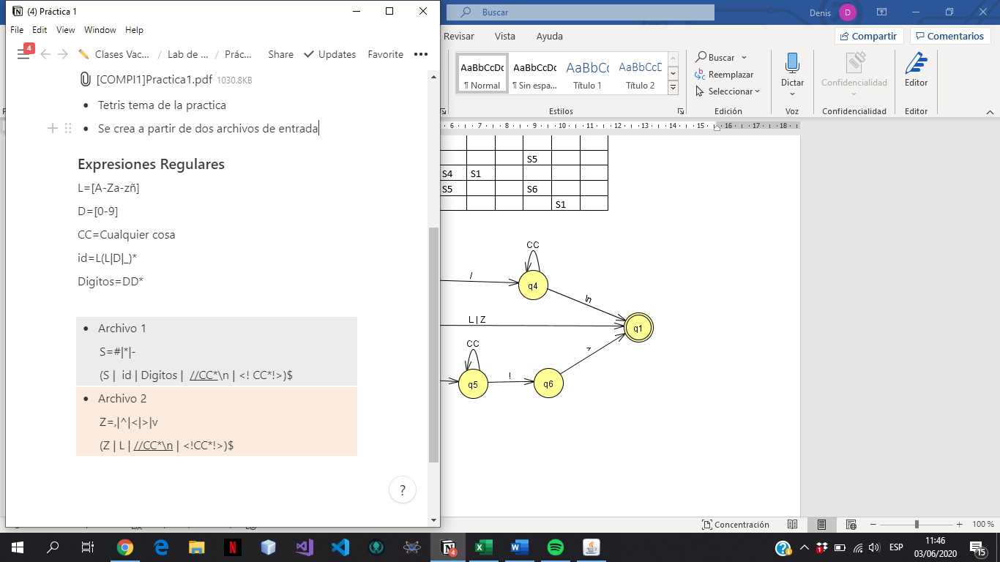 (4) Práctica 1
File Edit View Window Help
4
Clases Vac... / Lab de ... / Prác... Share Updates Favorite •••
[COMPI1]Practica1.pdf 1030.8KB
• Tetris tema de la practica
• Se crea a partir de dos archivos de entrada
Expresiones Regulares
L=[A-Za-zñ]
D=[0-9]
CC=Cualquier cosa
id=L(L|D|_)*
Digitos=DD*
• Archivo 1
S=#|*|-
(S | id | Digitos | //CC*\n | <! CC*!>)$
• Archivo 2
Z=,|^|<|>|v
(Z | L | //CC*\n | <!CC*!>)$
?
Buscar
Denis D
Revisar Vista Ayuda
Compartir Comentarios
AaBbCcDc AaBbCcDc AaBbCc AaBbCcD
¶ Normal ¶ Sin espa... Título 1 Título 2
Estilos
Buscar
Reemplazar
Seleccionar
Edición
Dictar
Voz
Confidencialidad
Confidencialidad
Editor
Editor
6 7 8 9 10 11 12 13 14 15 16 17 18
S5
S4 S1
S5 S6
S1
CC
/ q4
\n
L | Z
q1
CC
q5 ! q6
>
Concentración
100 %
4
ESP
11:46
03/06/2020
15